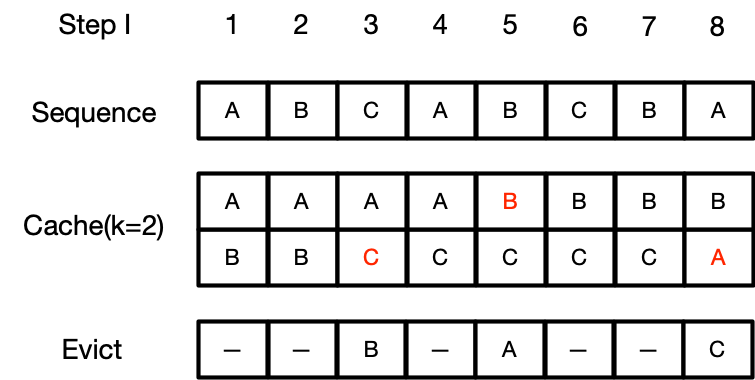 Step I 1 2 3 4 5 6 7 8
Sequence A B C A B C B A
A A A A B B B B
Cache(k=2)
B B C C C C C A
Evict — — B — A — — C